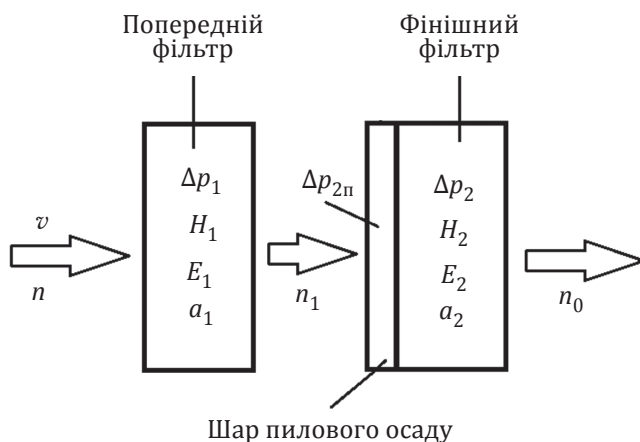 Попередній
фільтр
Фінішний
фільтр
v
n
Δp₁
H₁
E₁
a₁
n₁
Δp₂п
Δp₂
H₂
E₂
a₂
n₀
Шар пилового осаду